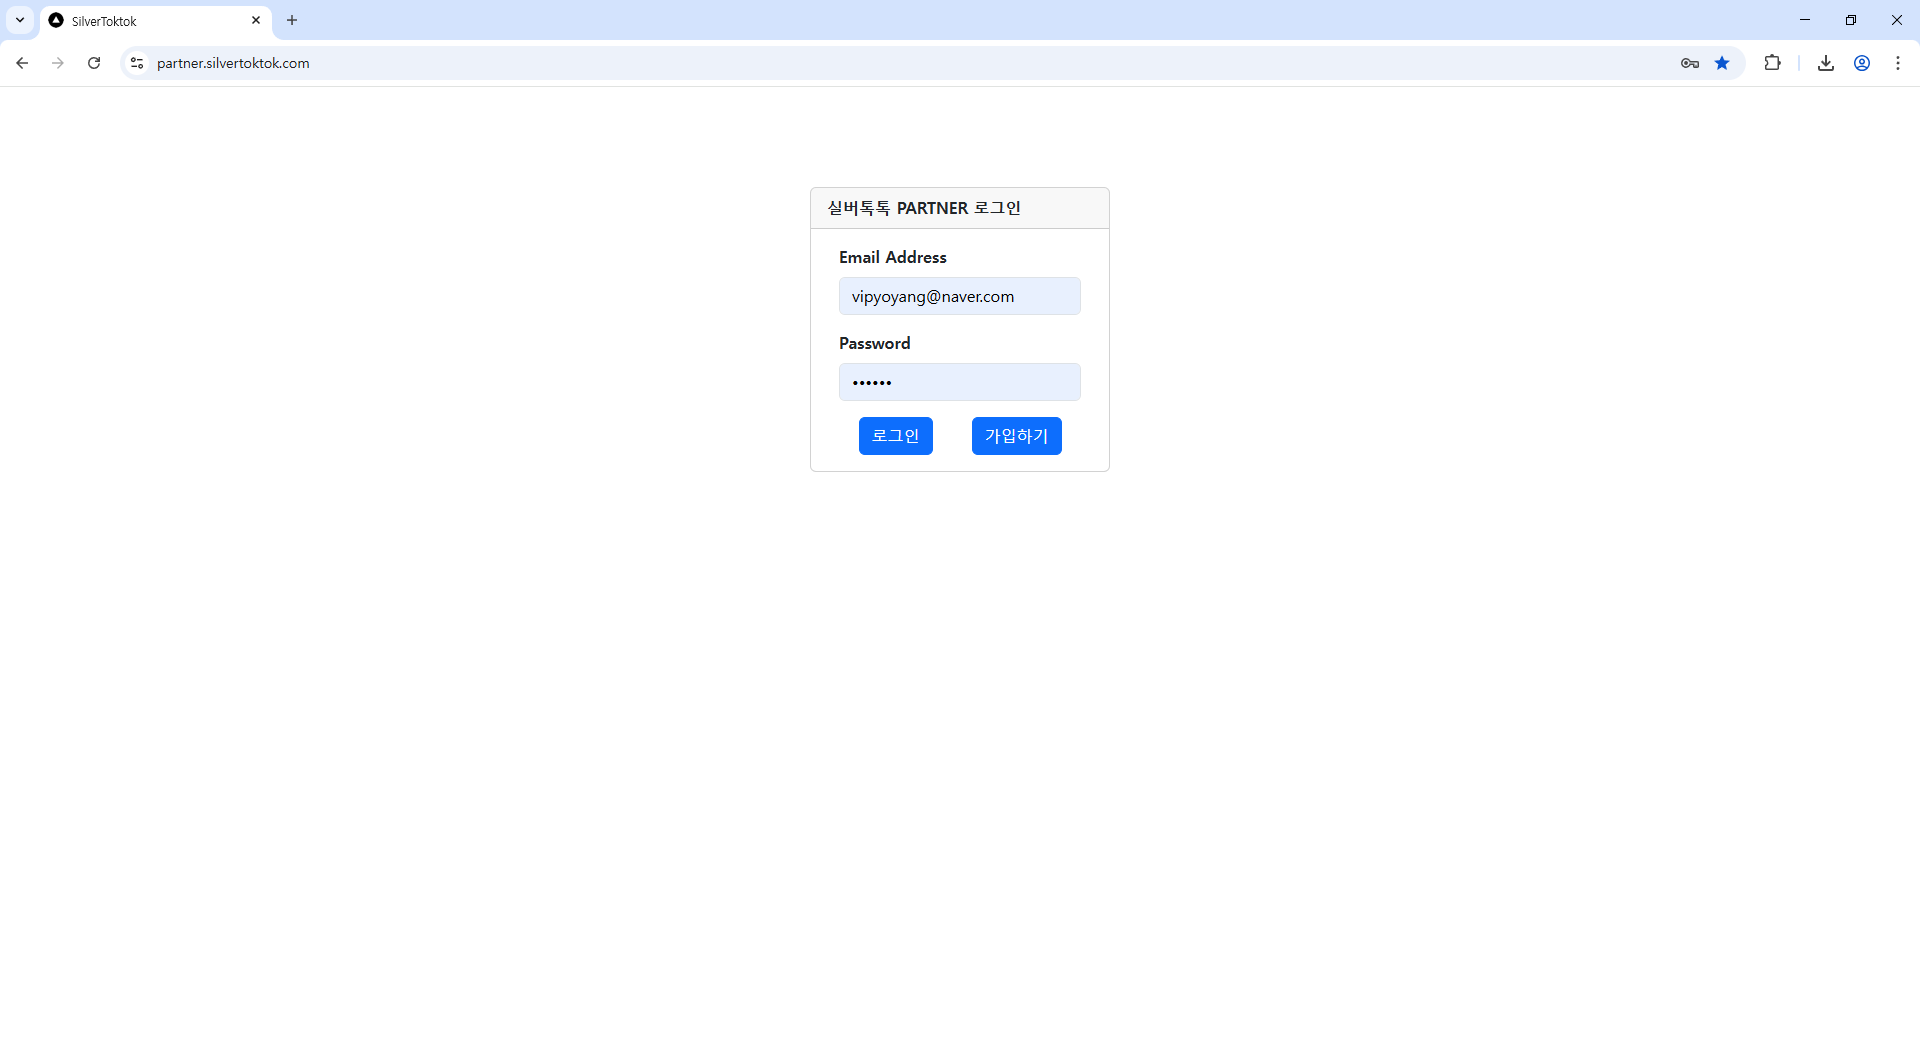 SilverToktok
partner.silvertoktok.com
실버톡톡 PARTNER 로그인
Email Address
vipyoyang@naver.com
Password
••••••
로그인 가입하기